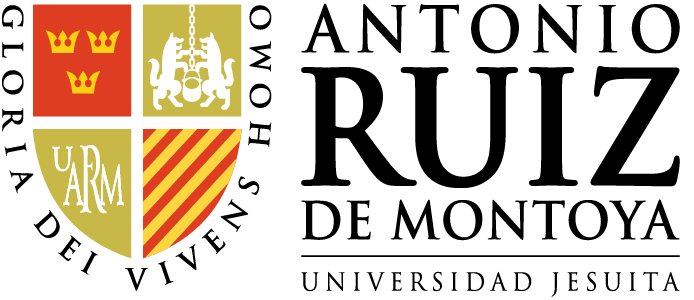 GLORIA DEI VIVENS HOMO
UARM
ANTONIO
RUIZ
DE MONTOYA
UNIVERSIDAD JESUITA